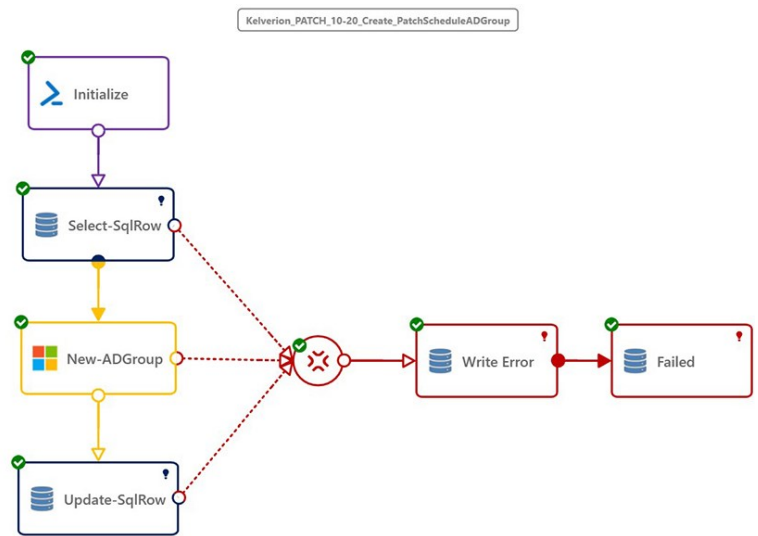 Kelverion_PATCH_10-20_Create_PatchScheduleADGroup
Initialize
Select-SqlRow
New-ADGroup
Write Error
Failed
Update-SqlRow